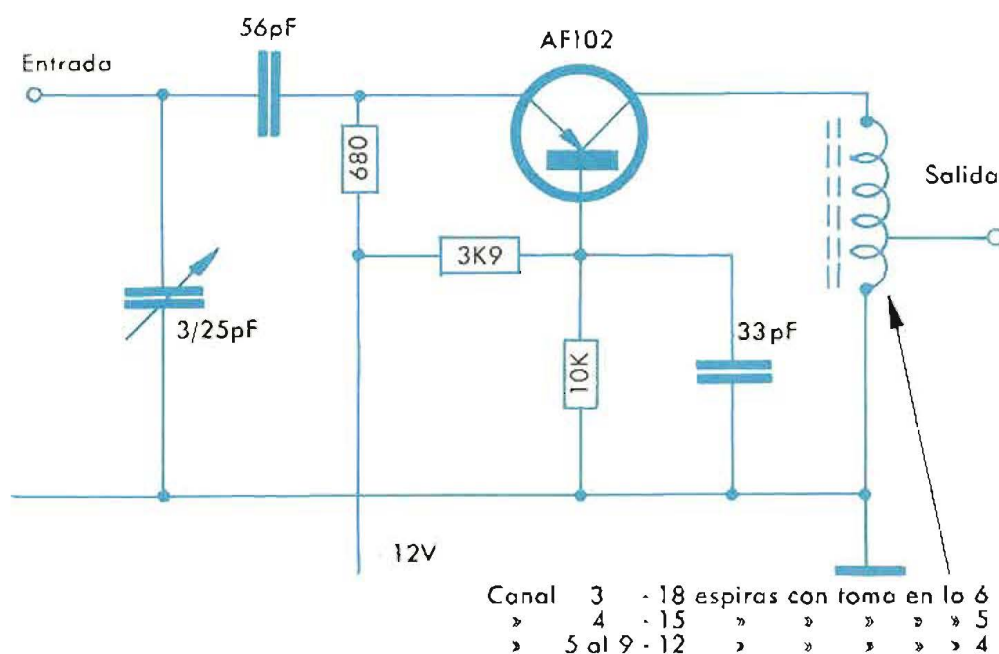 56pF
AF102
Entrada
680
Salida
3K9
3/25pF
33pF
10K
12V
Canal 3 - 18 espiras con toma en la 6
» 4 - 15 » » » » 5
» 5 al 9 - 12 » » » » 4